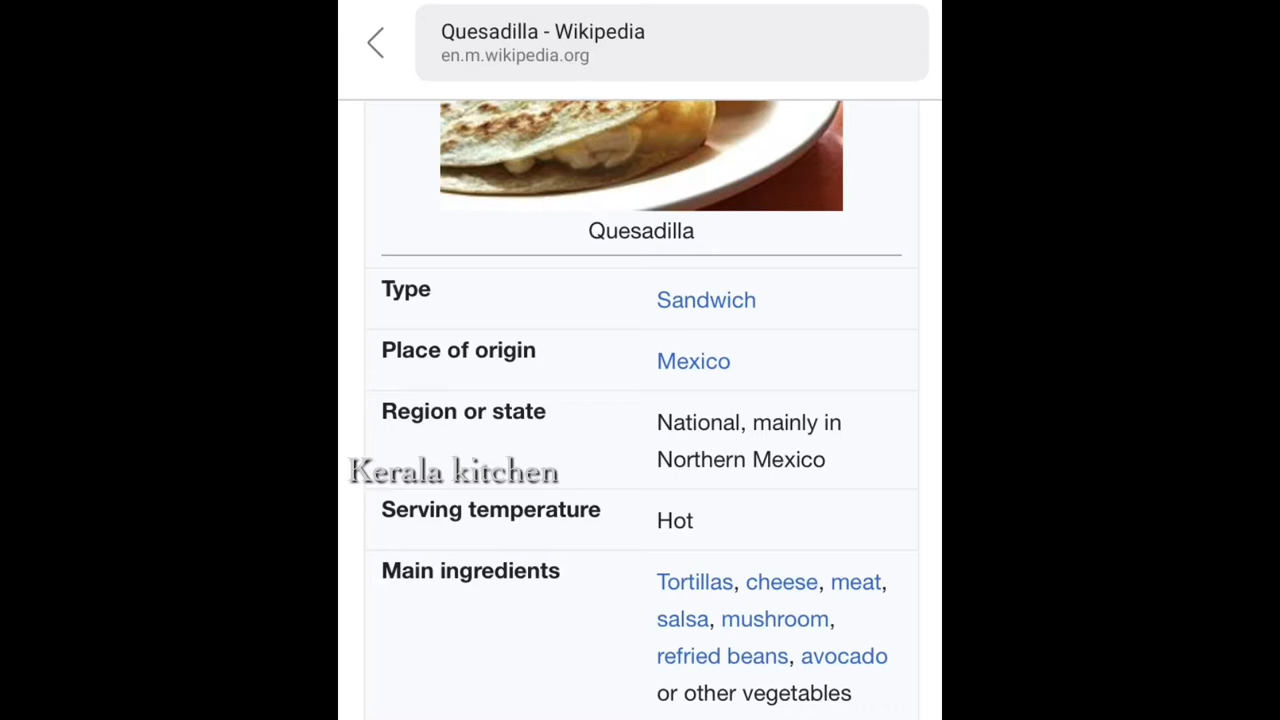 Quesadilla - Wikipedia
en.m.wikipedia.org
Quesadilla
Type
Sandwich
Place of origin
Mexico
Region or state
National, mainly in
Northern Mexico
Kerala kitchen
Serving temperature
Hot
Main ingredients
Tortillas, cheese, meat,
salsa, mushroom,
refried beans, avocado
or other vegetables